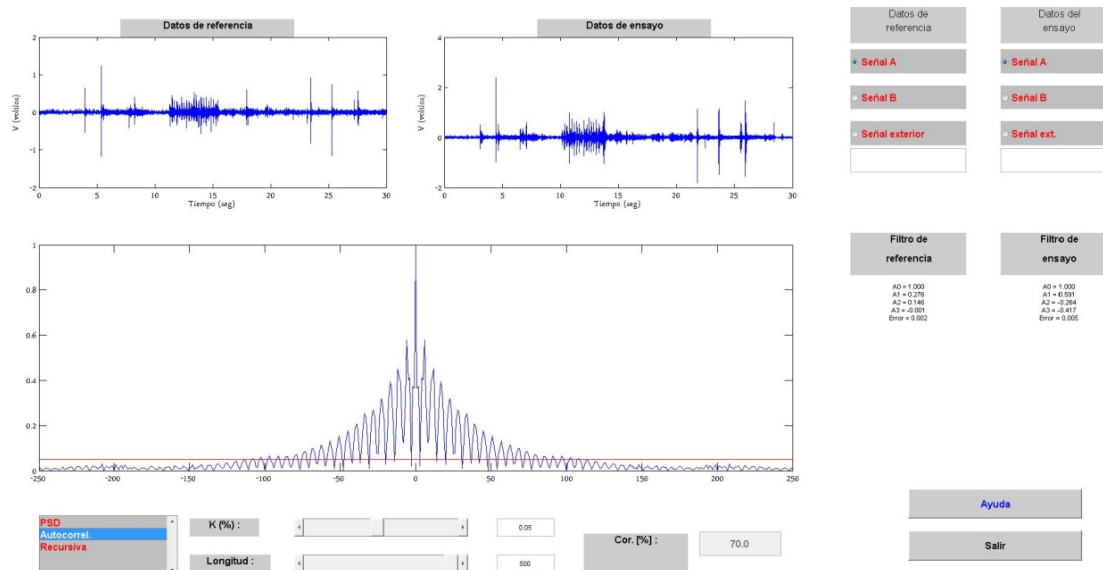 Datos de referencia
2
1
0
-1
-2
V (voltios)
0 5 10 15 20 25 30
Tiempo (seg)
Datos de ensayo
4
2
0
-2
V (voltios)
0 5 10 15 20 25 30
Tiempo (seg)
Datos de
referencia
Señal A
Señal B
Señal exterior
Datos del
ensayo
Señal A
Señal B
Señal ext.
1
0.8
0.6
0.4
0.2
0
-250 -200 -150 -100 -50 0 50 100 150 200 250
Filtro de
referencia
A0 = 1.000
A1 = 0.276
A2 = 0.146
A3 = -0.001
Error = 0.002
Filtro de
ensayo
A0 = 1.000
A1 = 0.591
A2 = -0.264
A3 = -0.417
Error = 0.005
PSD
Autocorrel.
Recursiva
K (%) :
0.05
Longitud :
500
Cor. [%] :
70.0
Ayuda
Salir